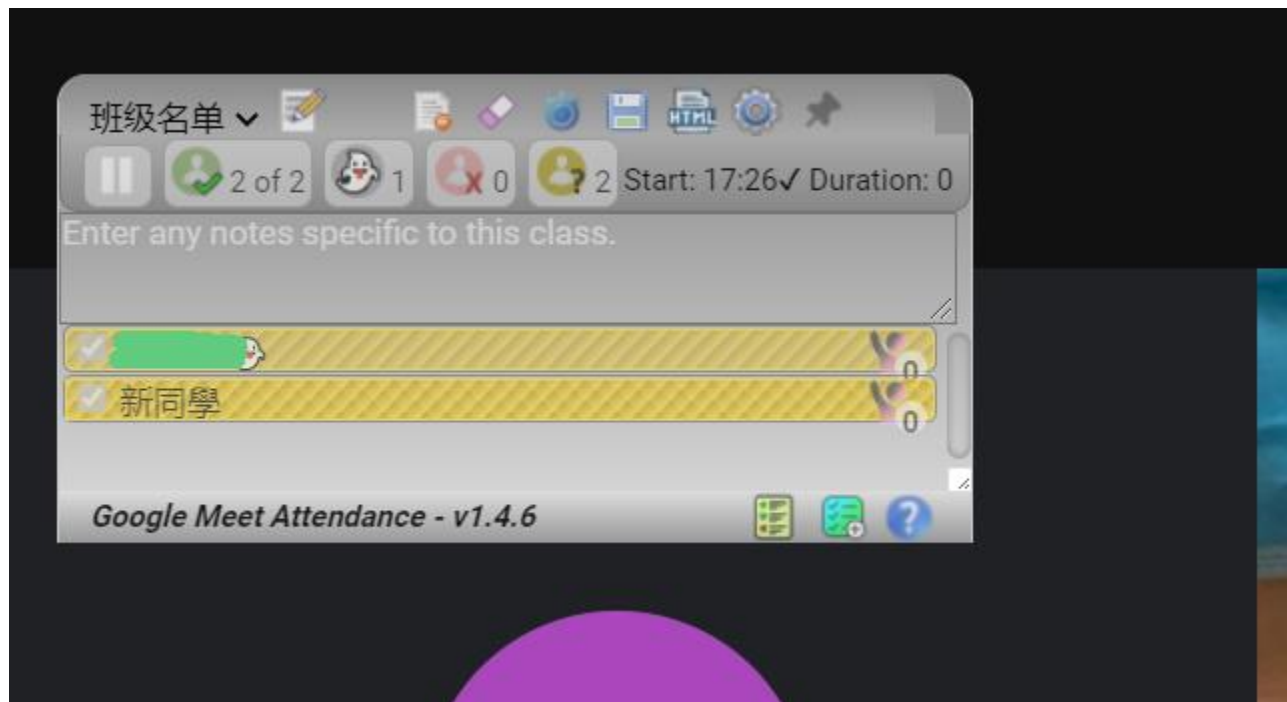 班级名单
HTML
2 of 2 1 0 2 Start: 17:26✓ Duration: 0
Enter any notes specific to this class.
0
新同學 0
Google Meet Attendance - v1.4.6